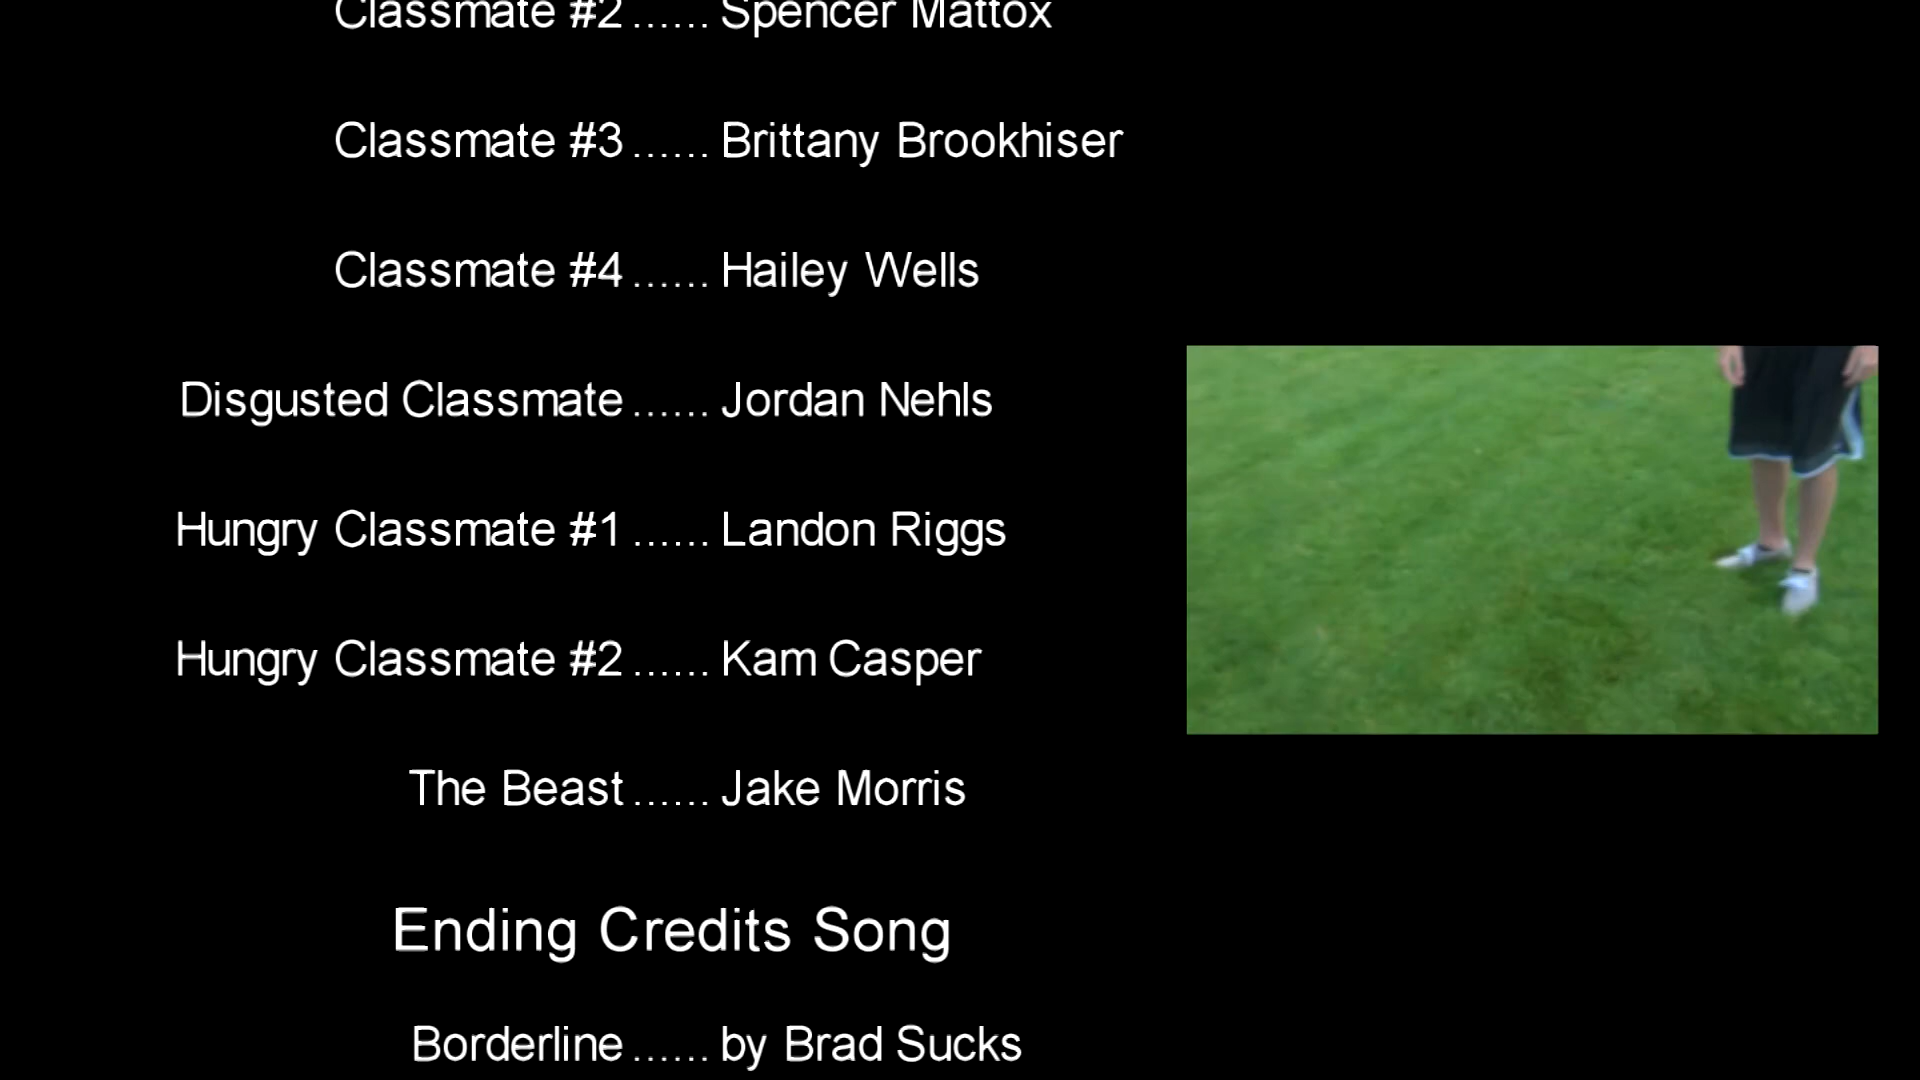 Classmate #2 ...... Spencer Mattox
Classmate #3 ...... Brittany Brookhiser
Classmate #4 ...... Hailey Wells
Disgusted Classmate ...... Jordan Nehls
Hungry Classmate #1 ...... Landon Riggs
Hungry Classmate #2 ...... Kam Casper
The Beast ...... Jake Morris
Ending Credits Song
Borderline ...... by Brad Sucks